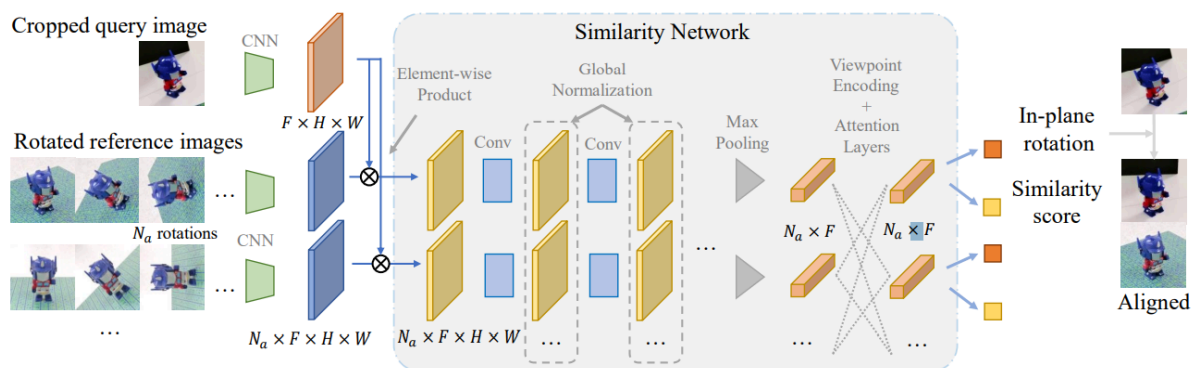 Cropped query image
CNN
F × H × W
Rotated reference images
N_a rotations
CNN
...
...
...
N_a × F × H × W
Similarity Network
Element-wise
Product
Global
Normalization
Conv
Conv
Max
Pooling
Viewpoint
Encoding
+
Attention
Layers
N_a × F × H × W
...
...
...
N_a × F
N_a × F
...
...
In-plane
rotation
Similarity
score
Aligned